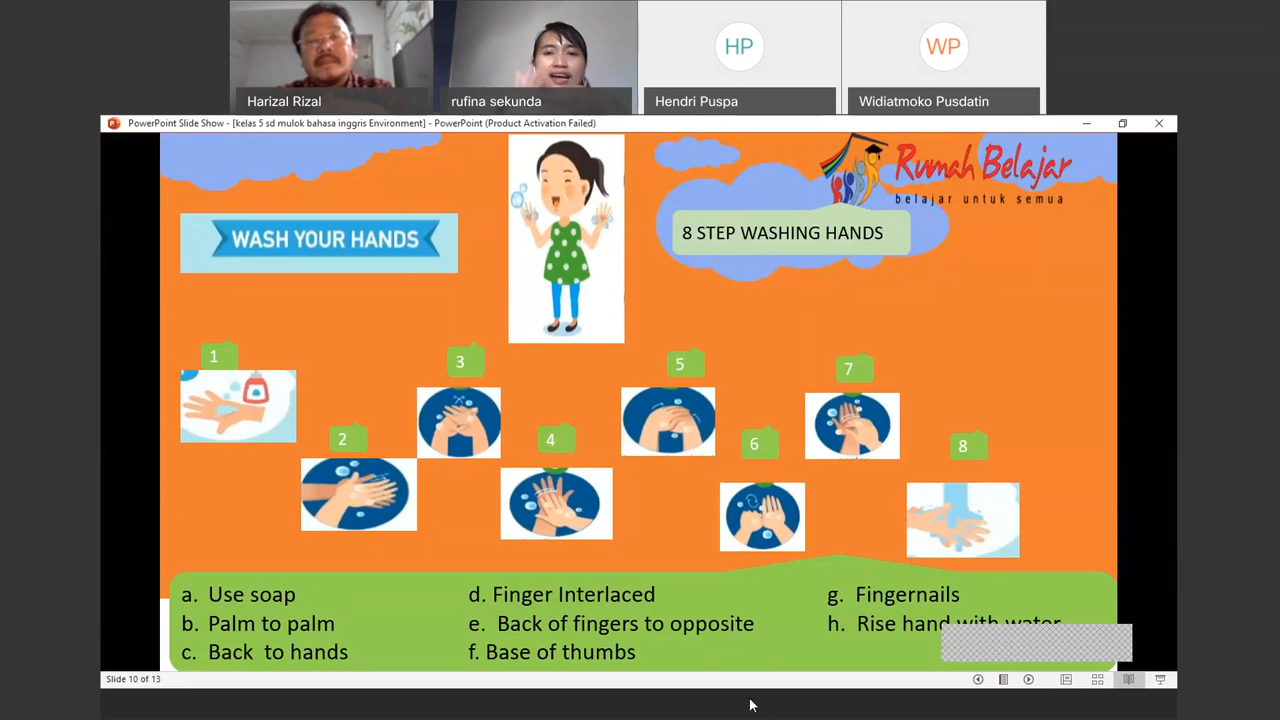 HP
WP
Harizal Rizal
rufina sekunda
Hendri Puspa
Widiatmoko Pusdatin
PowerPoint Slide Show - [kelas 5 sd mulok bahasa inggris Environment] - PowerPoint (Product Activation Failed)
Rumah Belajar
belajar untuk semua
WASH YOUR HANDS
8 STEP WASHING HANDS
1
2
3
4
5
6
7
8
a. Use soap
b. Palm to palm
c. Back to hands
d. Finger Interlaced
e. Back of fingers to opposite
f. Base of thumbs
g. Fingernails
h. Rise hand with water
Slide 10 of 13